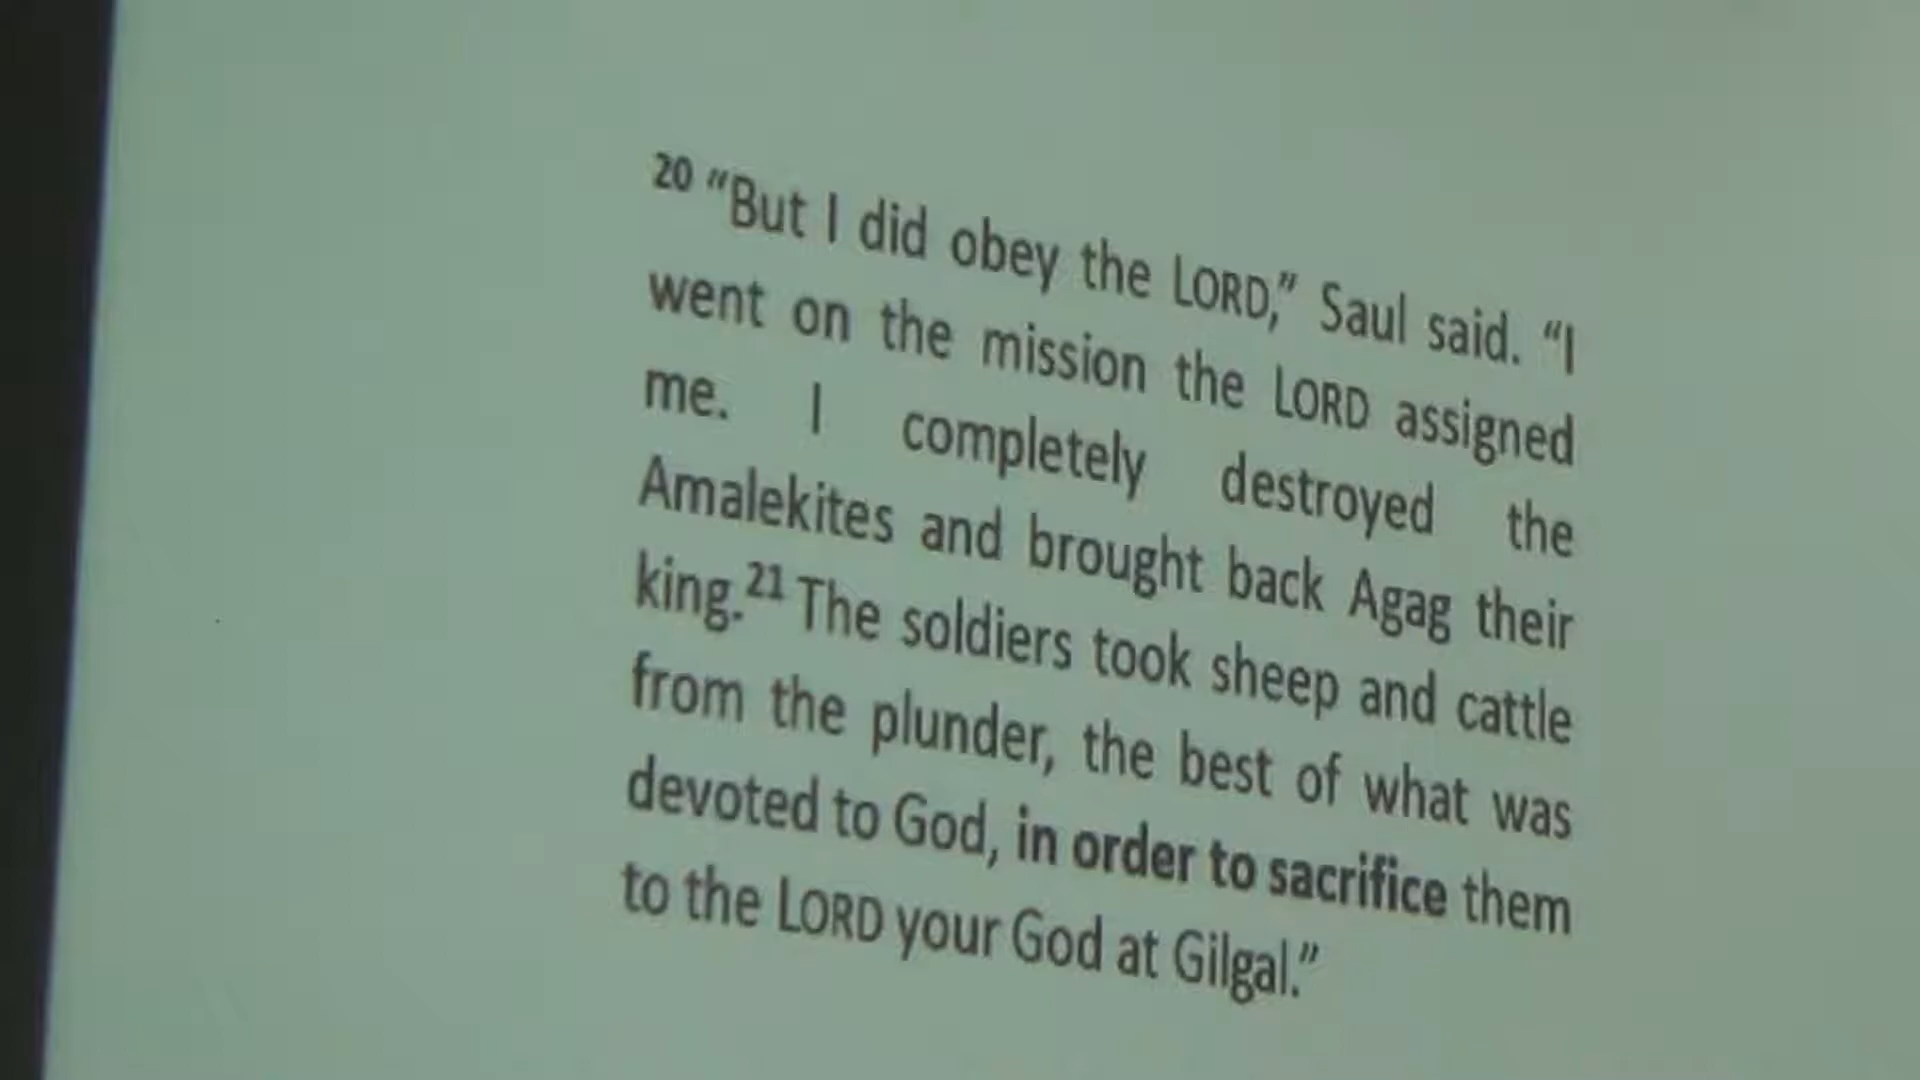 20 “But I did obey the LORD,” Saul said. “I
went on the mission the LORD assigned
me. I completely destroyed the
Amalekites and brought back Agag their
king.21 The soldiers took sheep and cattle
from the plunder, the best of what was
devoted to God, in order to sacrifice them
to the LORD your God at Gilgal.”